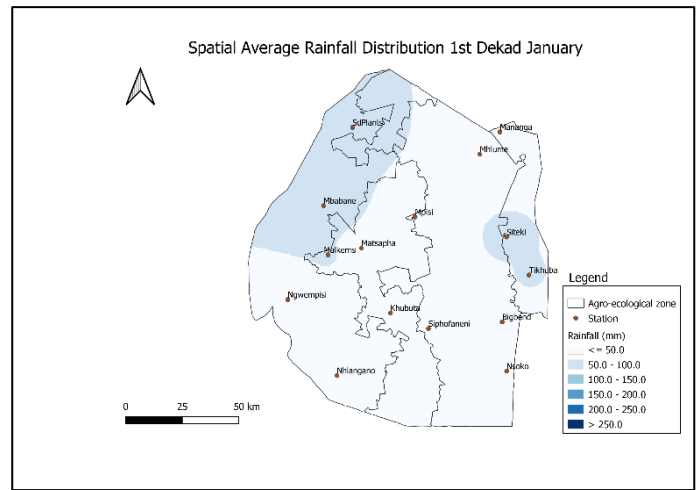 Spatial Average Rainfall Distribution 1st Dekad January
SdPlants
Mananga
Mhlume
Mbabane
Mpisi
Siteki
Malkerns
Matsapha
Tikhuba
Ngwempisi
Khubuta
Siphofaneni
Bigbend
Nhlangano
Nsoko
0 25 50 km
Legend
Agro-ecological zone
Station
Rainfall (mm)
<= 50.0
50.0 - 100.0
100.0 - 150.0
150.0 - 200.0
200.0 - 250.0
> 250.0